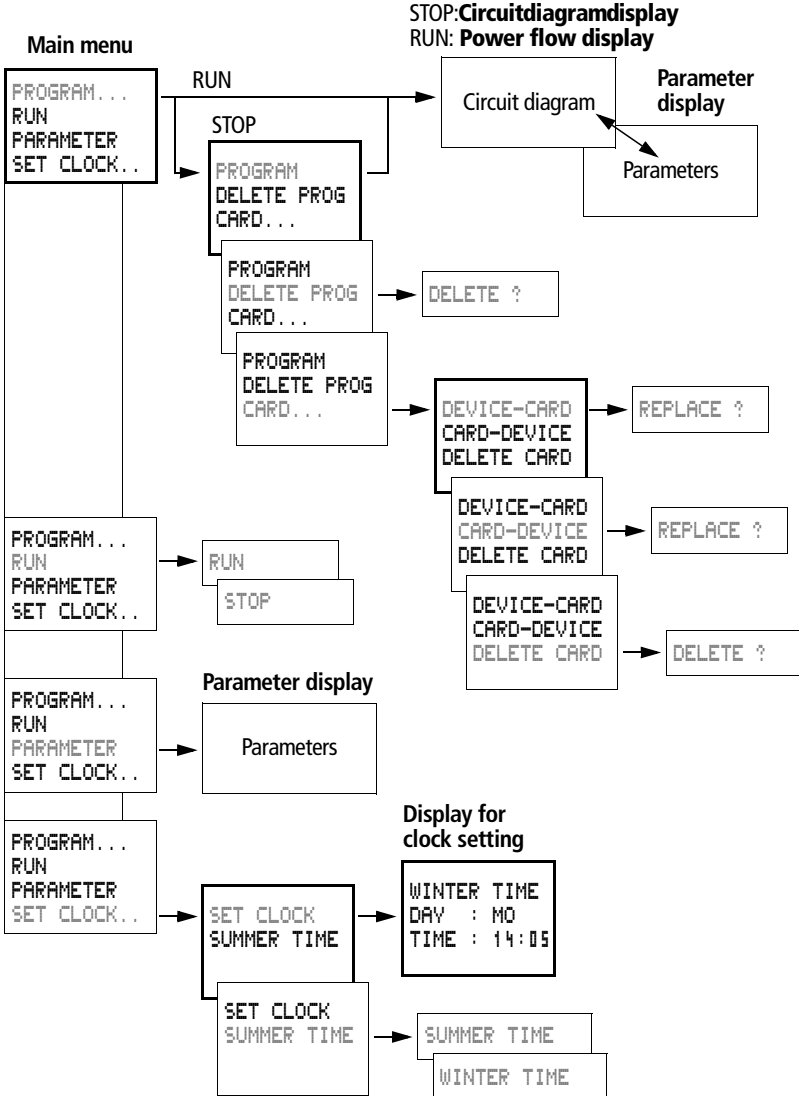 STOP:Circuitdiagramdisplay
RUN: Power flow display
Main menu
PROGRAM...
RUN
PARAMETER
SET CLOCK..
RUN
STOP
PROGRAM
DELETE PROG
CARD...
Circuit diagram
Parameter
display
Parameters
PROGRAM
DELETE PROG
CARD...
DELETE ?
PROGRAM
DELETE PROG
CARD...
DEVICE-CARD
CARD-DEVICE
DELETE CARD
REPLACE ?
DEVICE-CARD
CARD-DEVICE
DELETE CARD
REPLACE ?
DEVICE-CARD
CARD-DEVICE
DELETE CARD
DELETE ?
PROGRAM...
RUN
PARAMETER
SET CLOCK..
RUN
STOP
PROGRAM...
RUN
PARAMETER
SET CLOCK..
Parameter display
Parameters
PROGRAM...
RUN
PARAMETER
SET CLOCK..
SET CLOCK
SUMMER TIME
Display for
clock setting
WINTER TIME
DAY : MO
TIME : 14:05
SET CLOCK
SUMMER TIME
SUMMER TIME
WINTER TIME